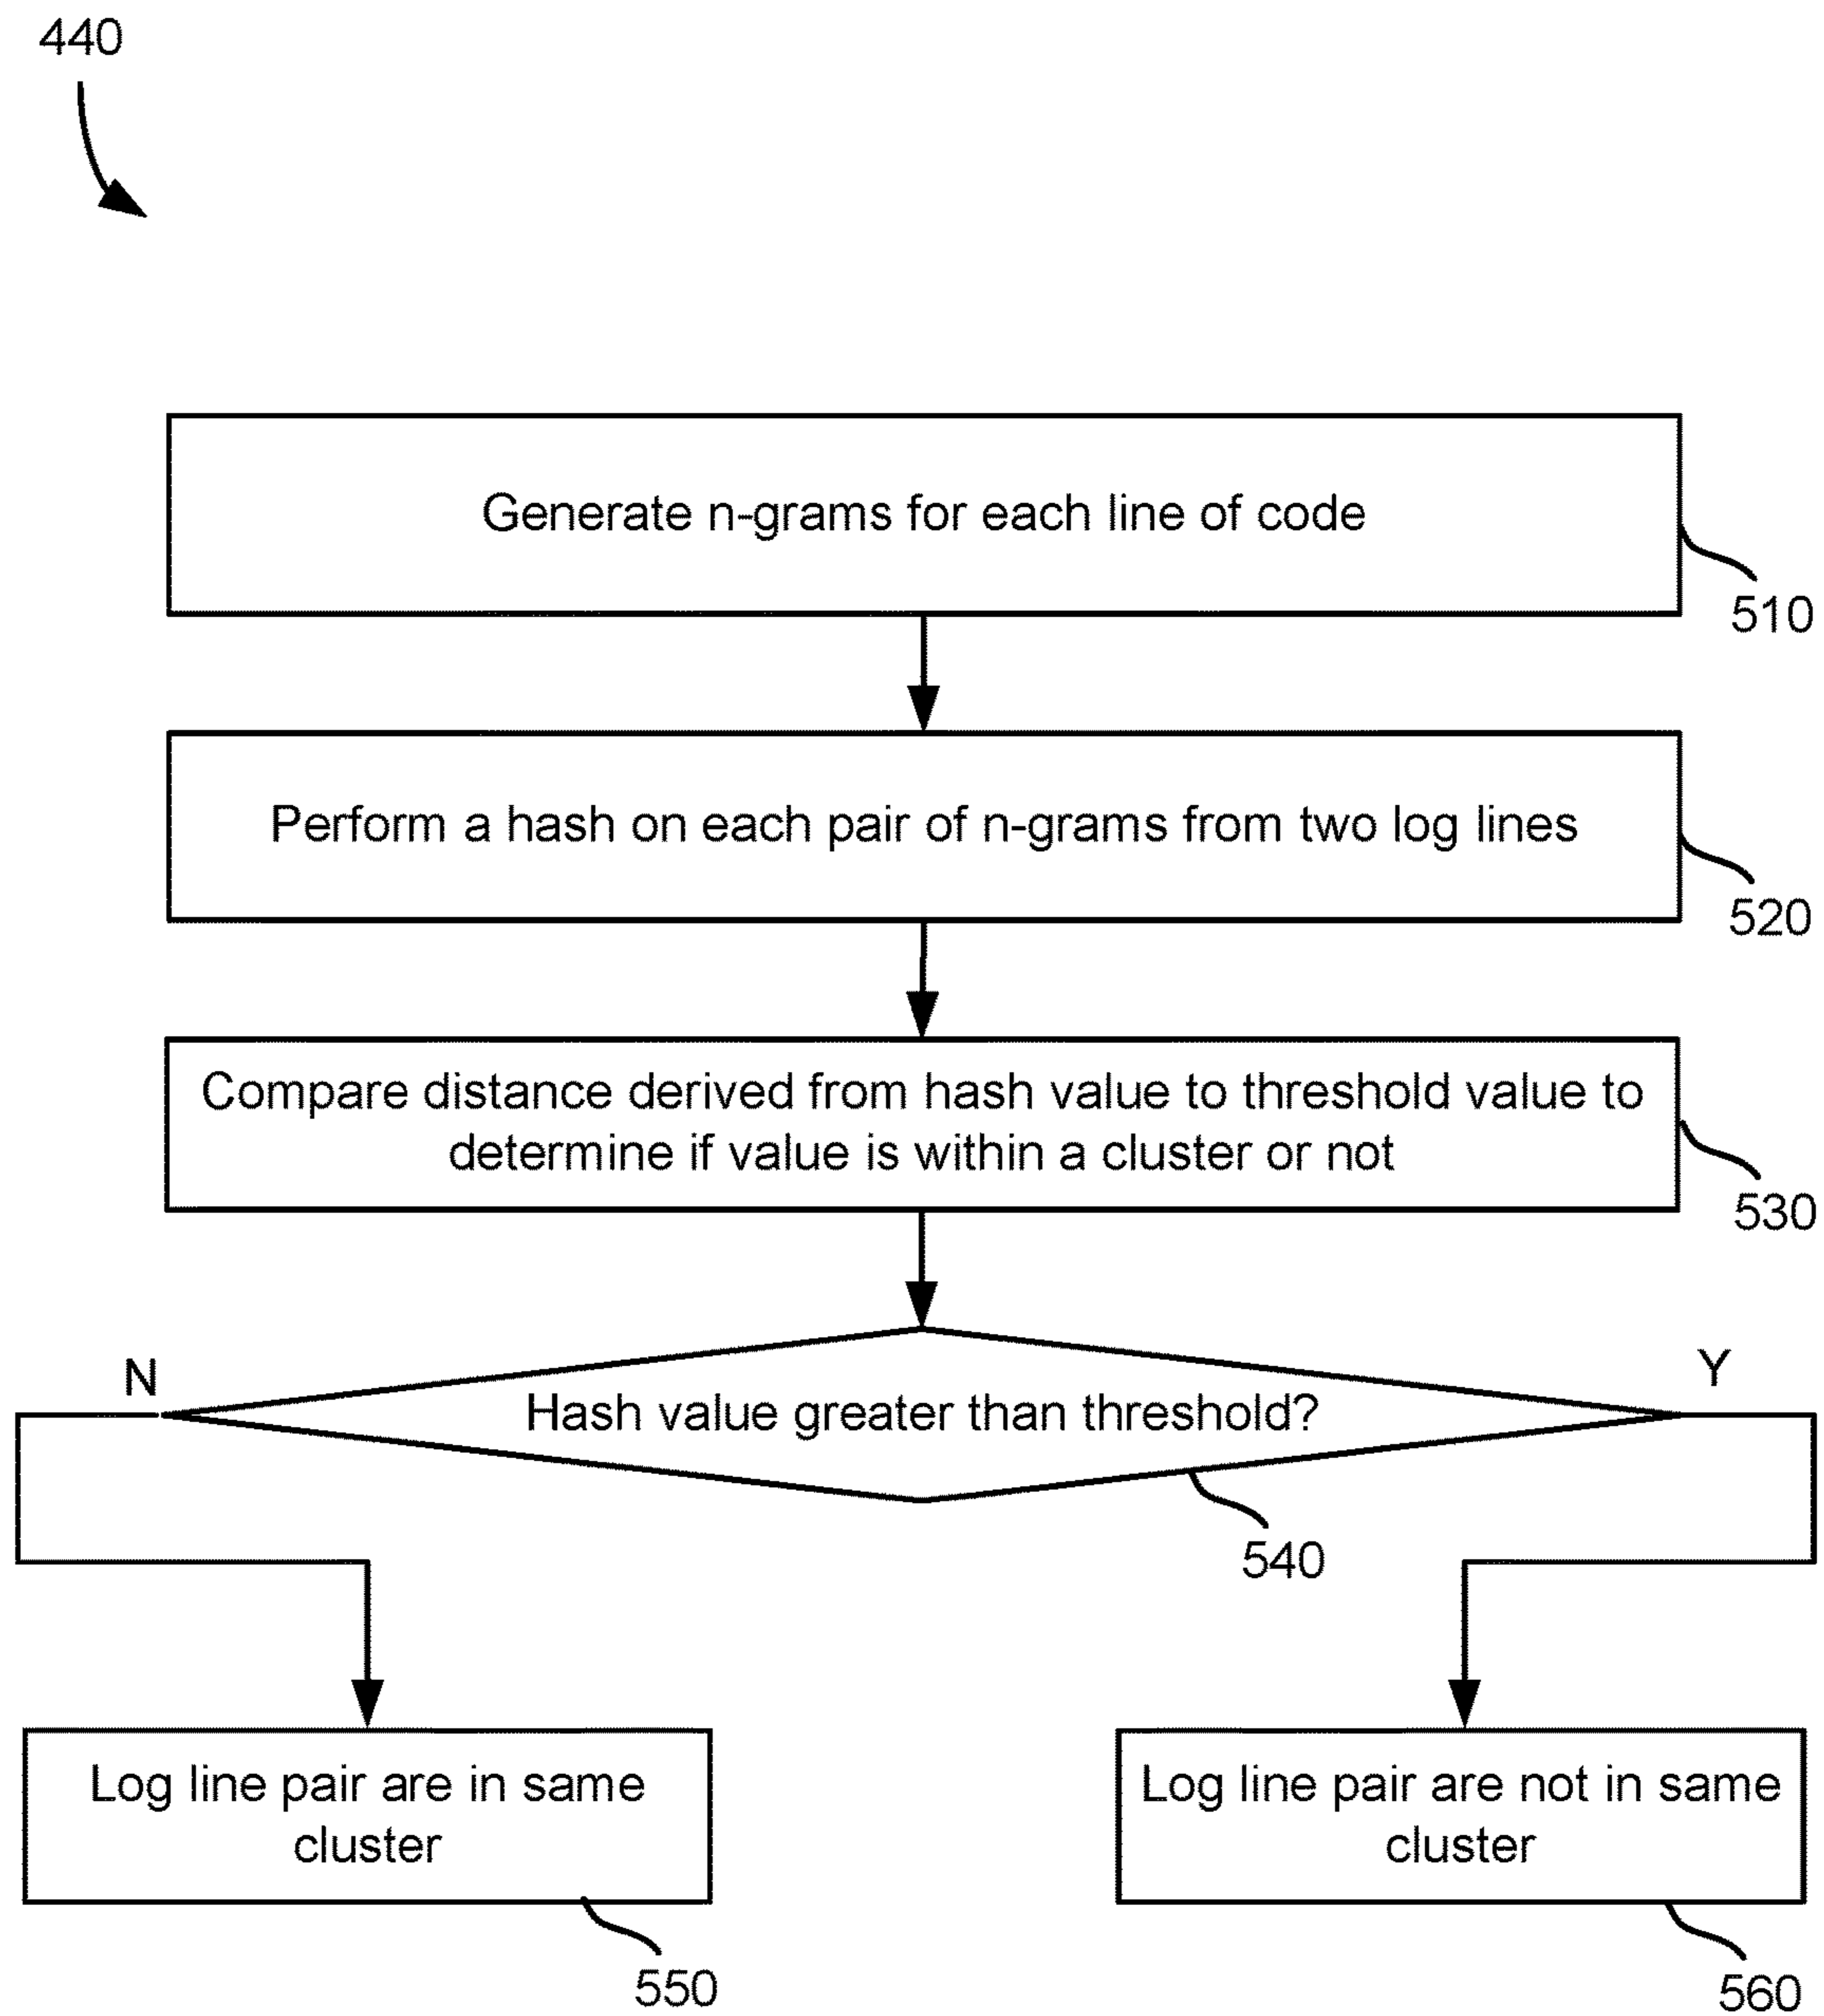 440
Generate n-grams for each line of code
510
Perform a hash on each pair of n-grams from two log lines
520
Compare distance derived from hash value to threshold value to
determine if value is within a cluster or not
530
N
Y
Hash value greater than threshold?
540
Log line pair are in same
cluster
550
Log line pair are not in same
cluster
560